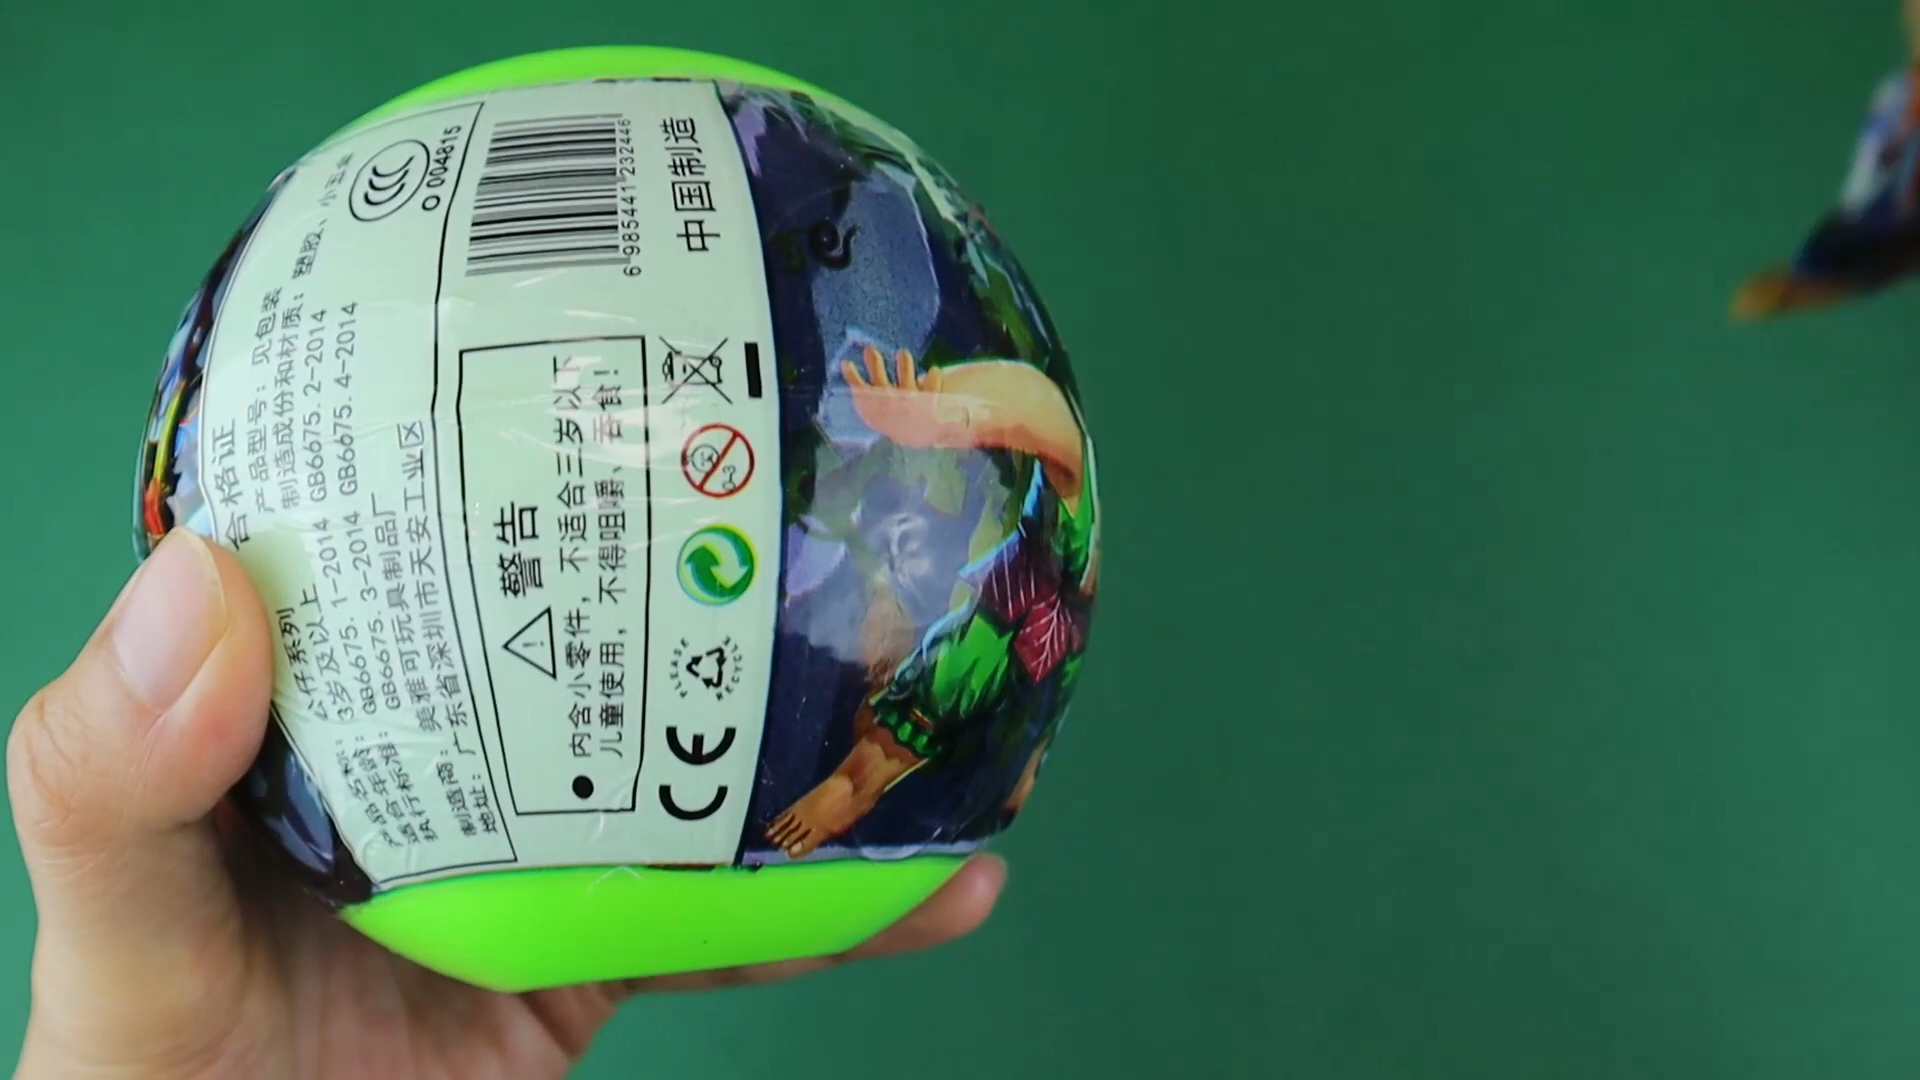 合格证
产品名称：公仔系列
产品型号：见包装
适合年龄：3岁及以上
制造成份和材质：塑胶、小五金
执行标准：GB6675.1-2014 GB6675.2-2014
GB6675.3-2014 GB6675.4-2014
制造商：美雅可玩具制品厂
地址：广东省深圳市天安工业区
0004815
警告
内含小零件，不适合三岁以下
儿童使用，不得咀嚼、吞食！
6 985441 232446
CE
PLEASE RECYCLE
0-3
中国制造